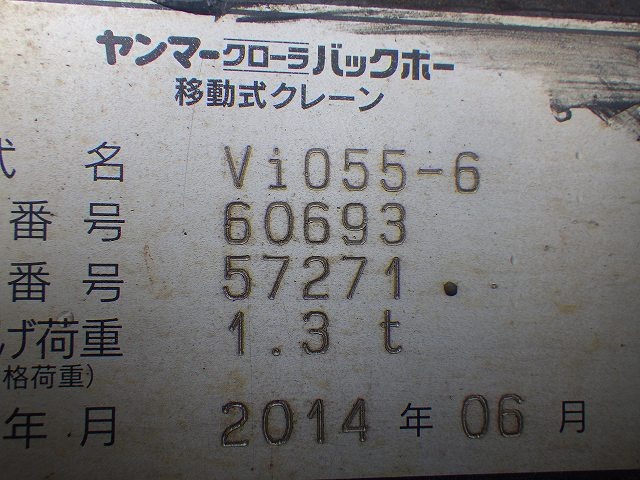 ヤンマークローラバックホー
移動式クレーン
式 名 ViO55-6
番 号 60693
番 号 57271
げ荷重 1.3 t
格荷重)
年 月 2014 年 06 月